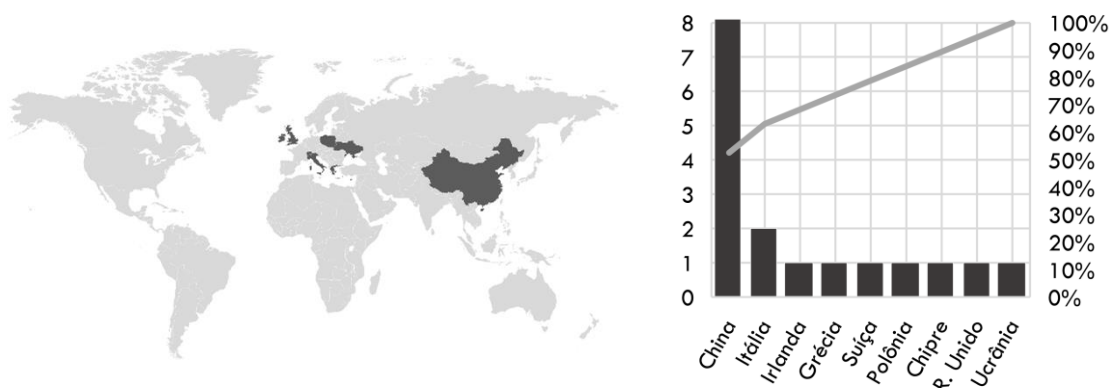 8
7
6
5
4
3
2
1
0
100%
90%
80%
70%
60%
50%
40%
30%
20%
10%
0%
China
Itália
Irlanda
Grécia
Suíça
Polônia
Chipre
R. Unido
Ucrânia